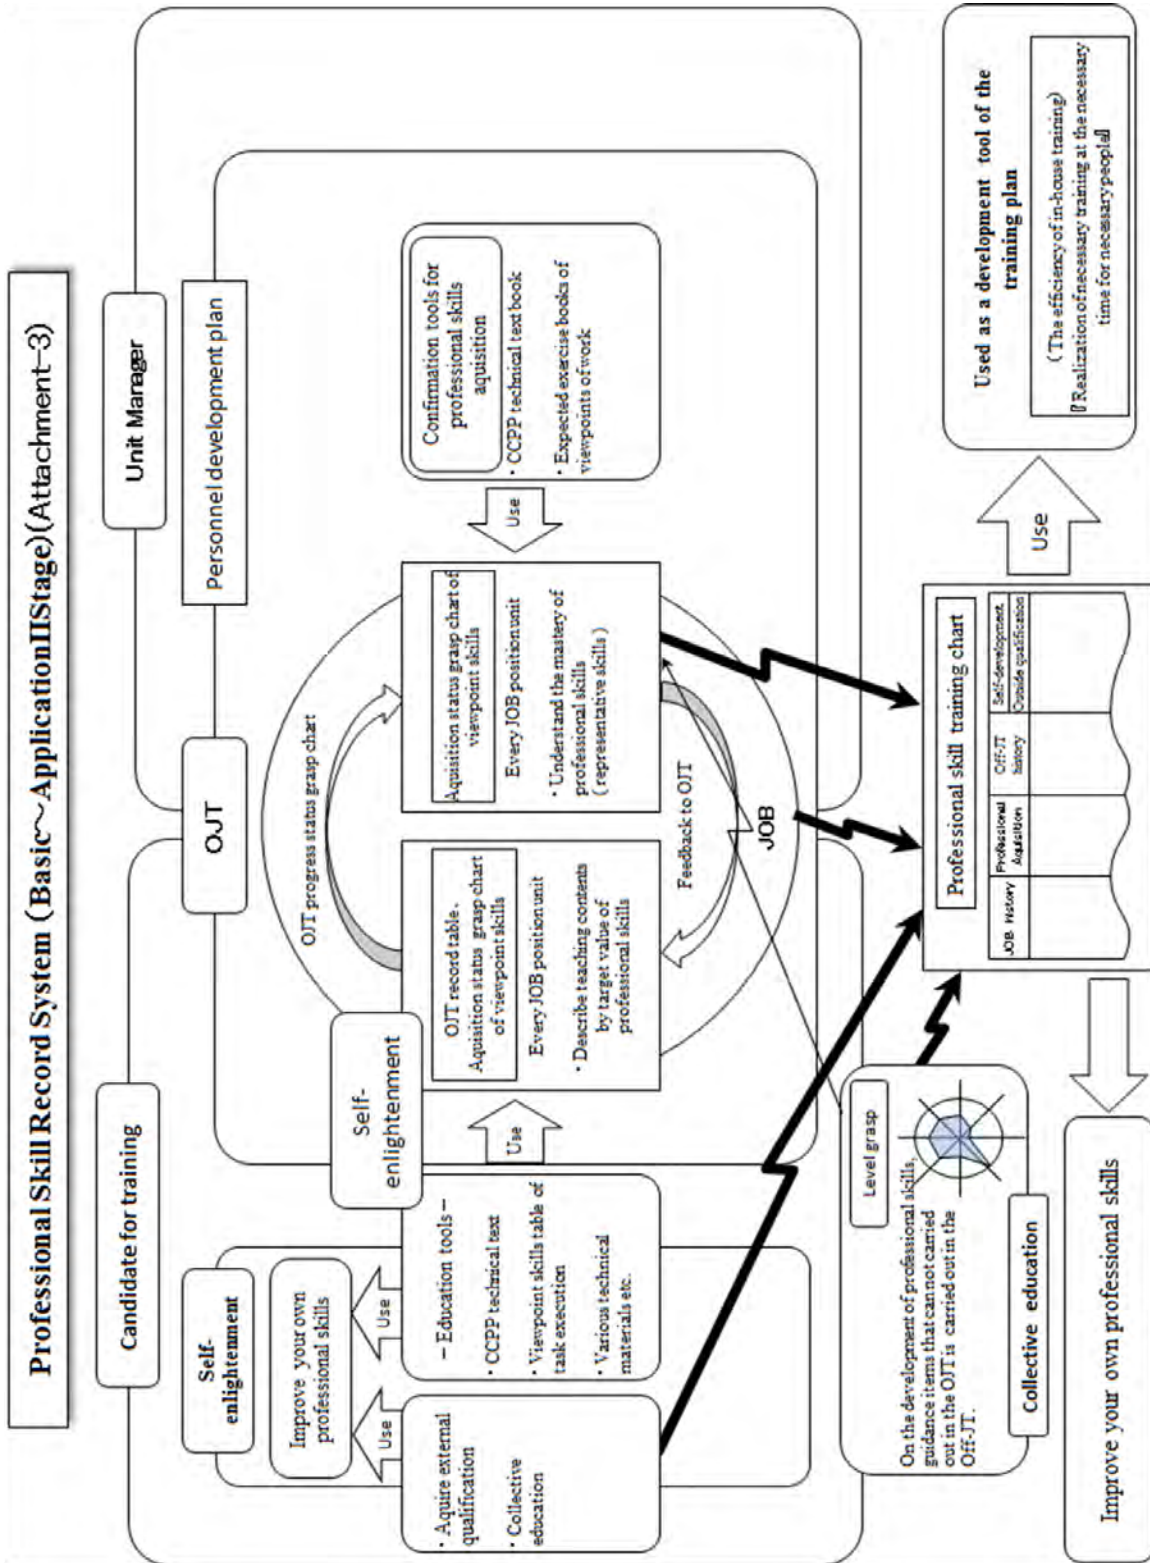 Professional Skill Record System (Basic～ApplicationⅡStage)(Attachment−3)
Candidate for training
OJT
Unit Manager
Self-
enlightenment
Personnel development plan
Improve your own
professional skills
Use
Use
・Aquire external
qualification
・Collective
education
― Education tools ―
・CCPP technical text
・Viewpoint skills table of
task execution
・Various technical
materials etc.
Self-
enlightenment
Use
OJT progress status grasp chart
OJT record table.
Aquisition status grasp chart
of viewpoint skills
Every JOB position unit
・Describe teaching contents
by target value of
professional skills
Aquisition status grasp chart of
viewpoint skills
Every JOB position unit
・Understand the mastery of
professional skills
(representative skills)
Feedback to OJT
JOB
Use
Confirmation tools for
professional skills
aquisition
・CCPP technical text book
・Expected exercise books of
viewpoints of work
Level grasp
On the development of professional skills,
guidance items that can not carried
out in the OJT is carried out in the
Off-JT.
Collective education
Professional skill training chart
JOB History
Professional
Aquisition
Off-JT
history
Self-development
Outside qualification
Use
Improve your own professional skills
Used as a development tool of the
training plan
(The efficiency of in-house training)
『Realization of necessary training at the necessary
time for necessary people』